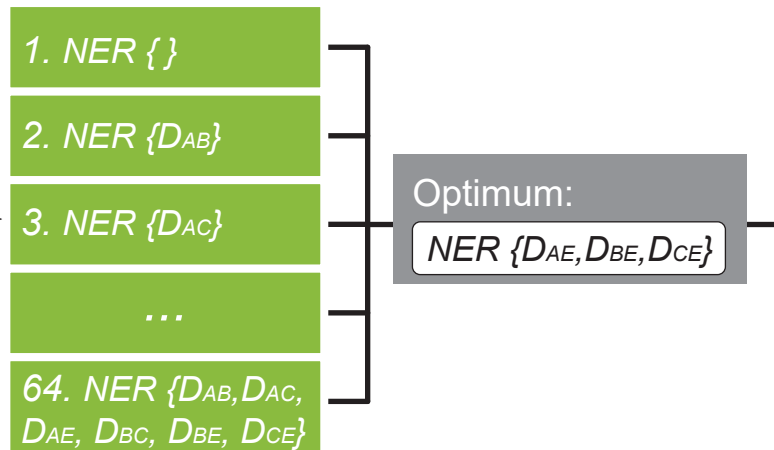 1. NER { }
2. NER {DAB}
3. NER {DAC}
...
64. NER {DAB,DAC,
DAE, DBC, DBE, DCE}
Optimum:
NER {DAE,DBE,DCE}